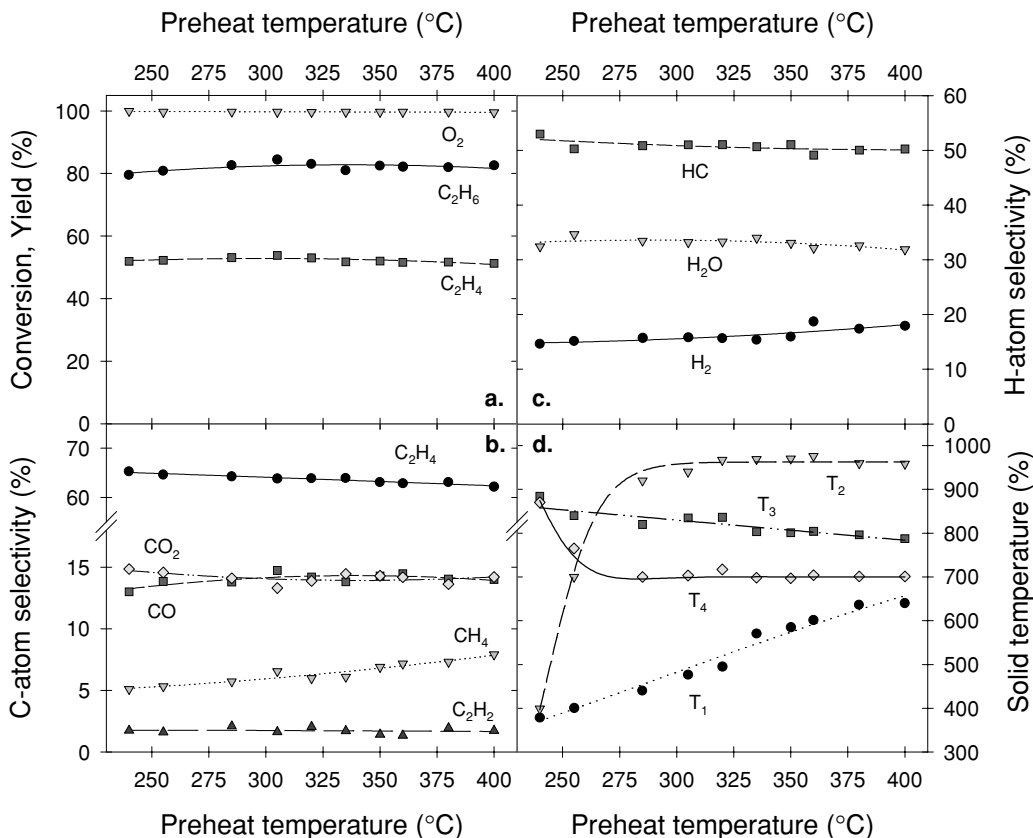 Preheat temperature (°C)
Preheat temperature (°C)
250 275 300 325 350 375 400
250 275 300 325 350 375 400
Conversion, Yield (%)
100
80
60
40
20
0
O₂
C₂H₆
C₂H₄
a.
H-atom selectivity (%)
60
50
40
30
20
10
0
HC
H₂O
H₂
c.
C-atom selectivity (%)
70
60
15
10
5
0
b.
C₂H₄
CO₂
CO
CH₄
C₂H₂
Solid temperature (°C)
1000
900
800
700
600
500
400
300
d.
T₂
T₃
T₄
T₁
250 275 300 325 350 375 400
250 275 300 325 350 375 400
Preheat temperature (°C)
Preheat temperature (°C)